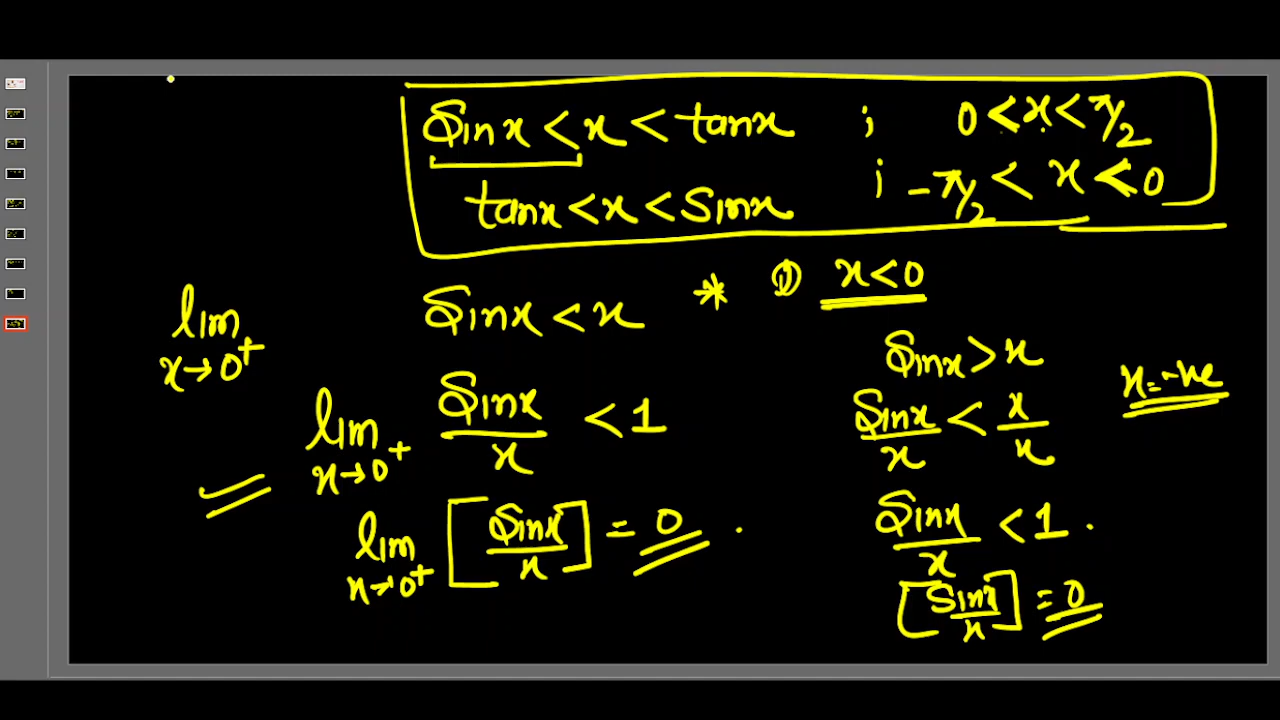 sinx < x < tanx ; 0 < x < π/2
tanx < x < sinx ; -π/2 < x < 0
* ① x < 0
lim x→0⁺
sinx < x
sinx > x
x = -ve
lim x→0⁺ sinx/x < 1
sinx/x < x/x
lim x→0⁺ [sinx/x] = 0
sinx/x < 1
[sinx/x] = 0